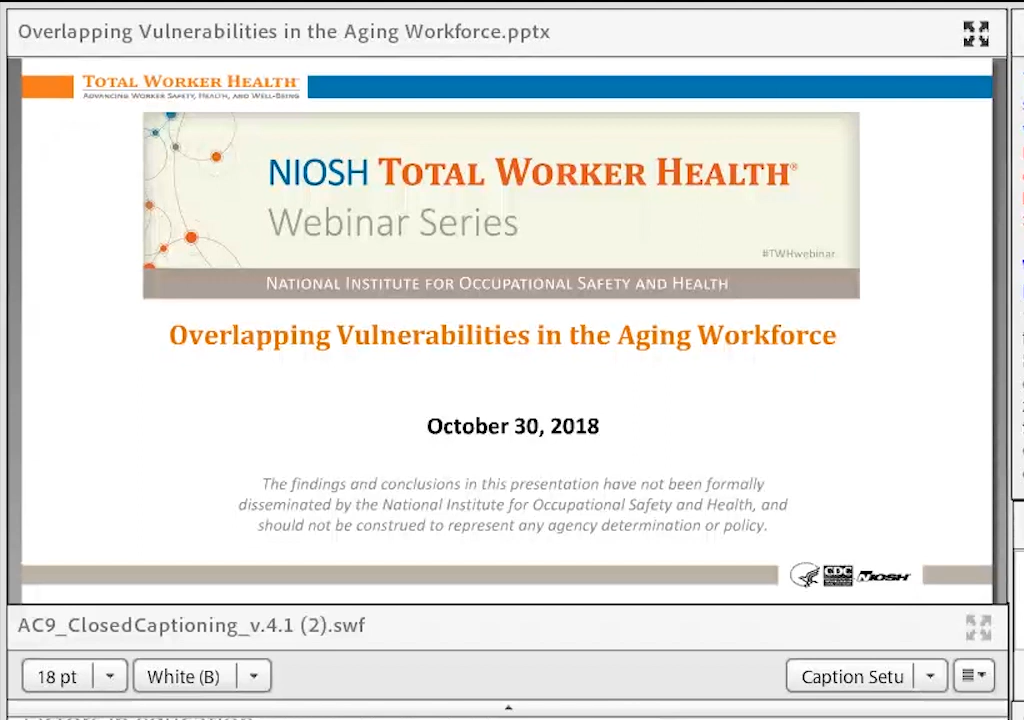 Overlapping Vulnerabilities in the Aging Workforce.pptx
TOTAL WORKER HEALTH
ADVANCING WORKER SAFETY, HEALTH, AND WELL-BEING
NIOSH TOTAL WORKER HEALTH®
Webinar Series
#TWHwebinar
NATIONAL INSTITUTE FOR OCCUPATIONAL SAFETY AND HEALTH
Overlapping Vulnerabilities in the Aging Workforce
October 30, 2018
The findings and conclusions in this presentation have not been formally
disseminated by the National Institute for Occupational Safety and Health, and
should not be construed to represent any agency determination or policy.
CDC NIOSH
AC9_ClosedCaptioning_v.4.1 (2).swf
18 pt White (B) Caption Setu